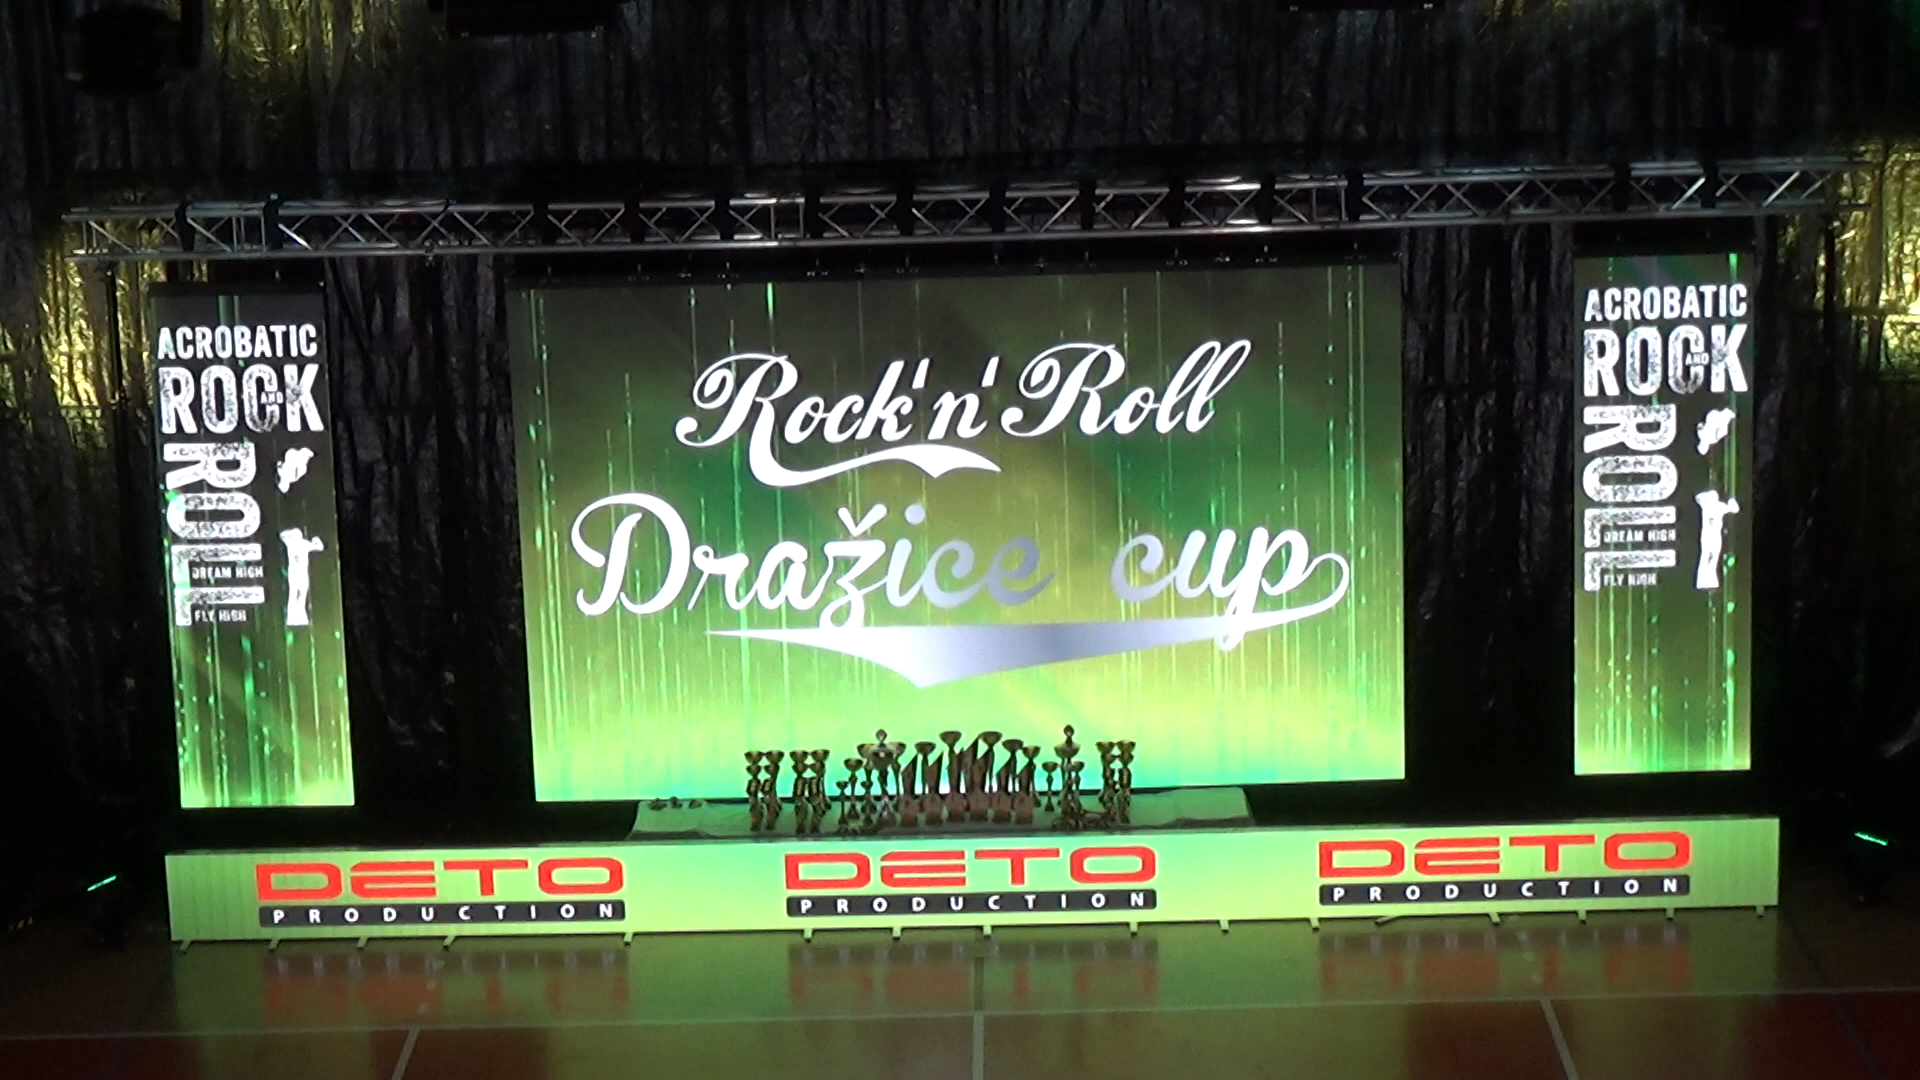 ACROBATIC
ROCK
AND
ROLL
DREAM HIGH
FLY HIGH
Rock'n'Roll
Dražice cup
ACROBATIC
ROCK
AND
ROLL
DREAM HIGH
FLY HIGH
DETO
PRODUCTION
DETO
PRODUCTION
DETO
PRODUCTION